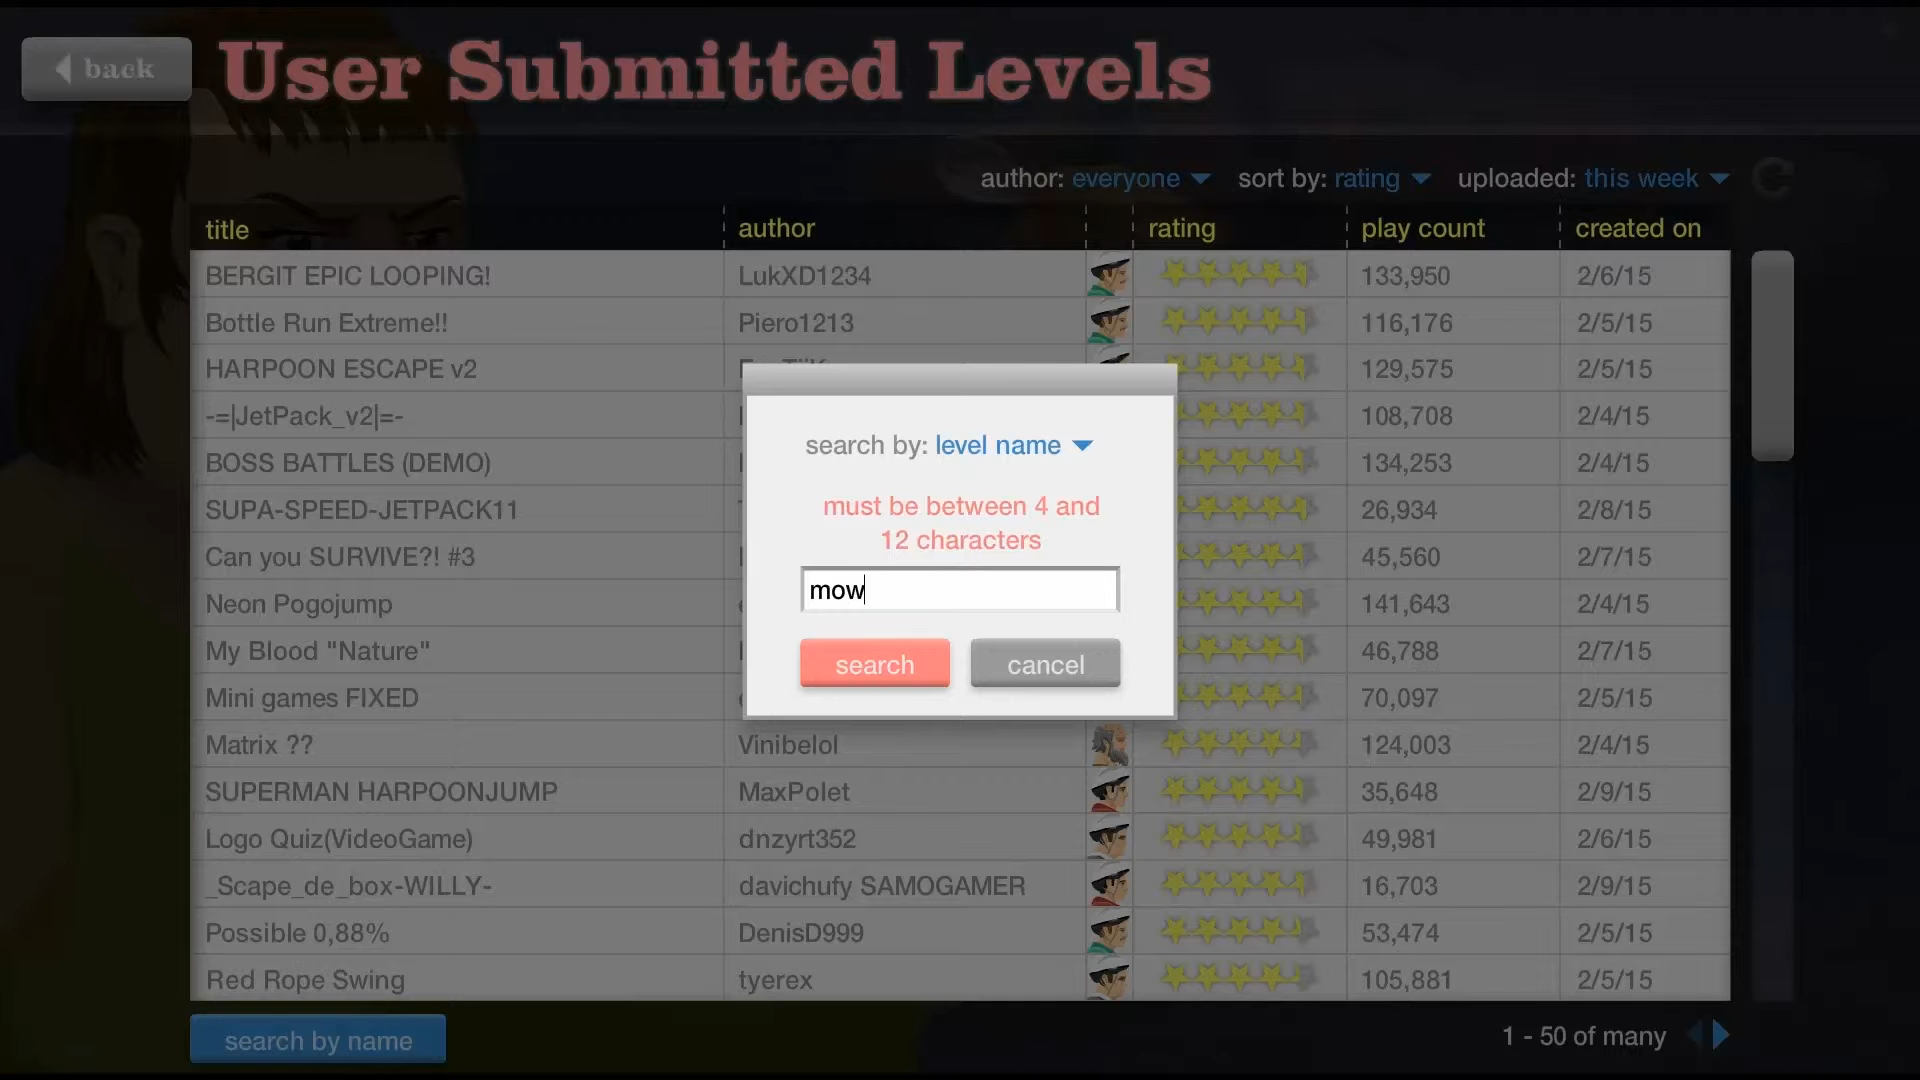 back
User Submitted Levels
author: everyone sort by: rating uploaded: this week
title author rating play count created on
BERGIT EPIC LOOPING! LukXD1234 133,950 2/6/15
Bottle Run Extreme!! Piero1213 116,176 2/5/15
HARPOON ESCAPE v2 129,575 2/5/15
-=|JetPack_v2|=- 108,708 2/4/15
BOSS BATTLES (DEMO) 134,253 2/4/15
SUPA-SPEED-JETPACK11 26,934 2/8/15
Can you SURVIVE?! #3 45,560 2/7/15
Neon Pogojump 141,643 2/4/15
My Blood "Nature" 46,788 2/7/15
Mini games FIXED 70,097 2/5/15
Matrix ?? Vinibelol 124,003 2/4/15
SUPERMAN HARPOONJUMP MaxPolet 35,648 2/9/15
Logo Quiz(VideoGame) dnzyrt352 49,981 2/6/15
_Scape_de_box-WILLY- davichufy SAMOGAMER 16,703 2/9/15
Possible 0,88% DenisD999 53,474 2/5/15
Red Rope Swing tyerex 105,881 2/5/15
search by: level name
must be between 4 and
12 characters
mow
search cancel
search by name 1 - 50 of many